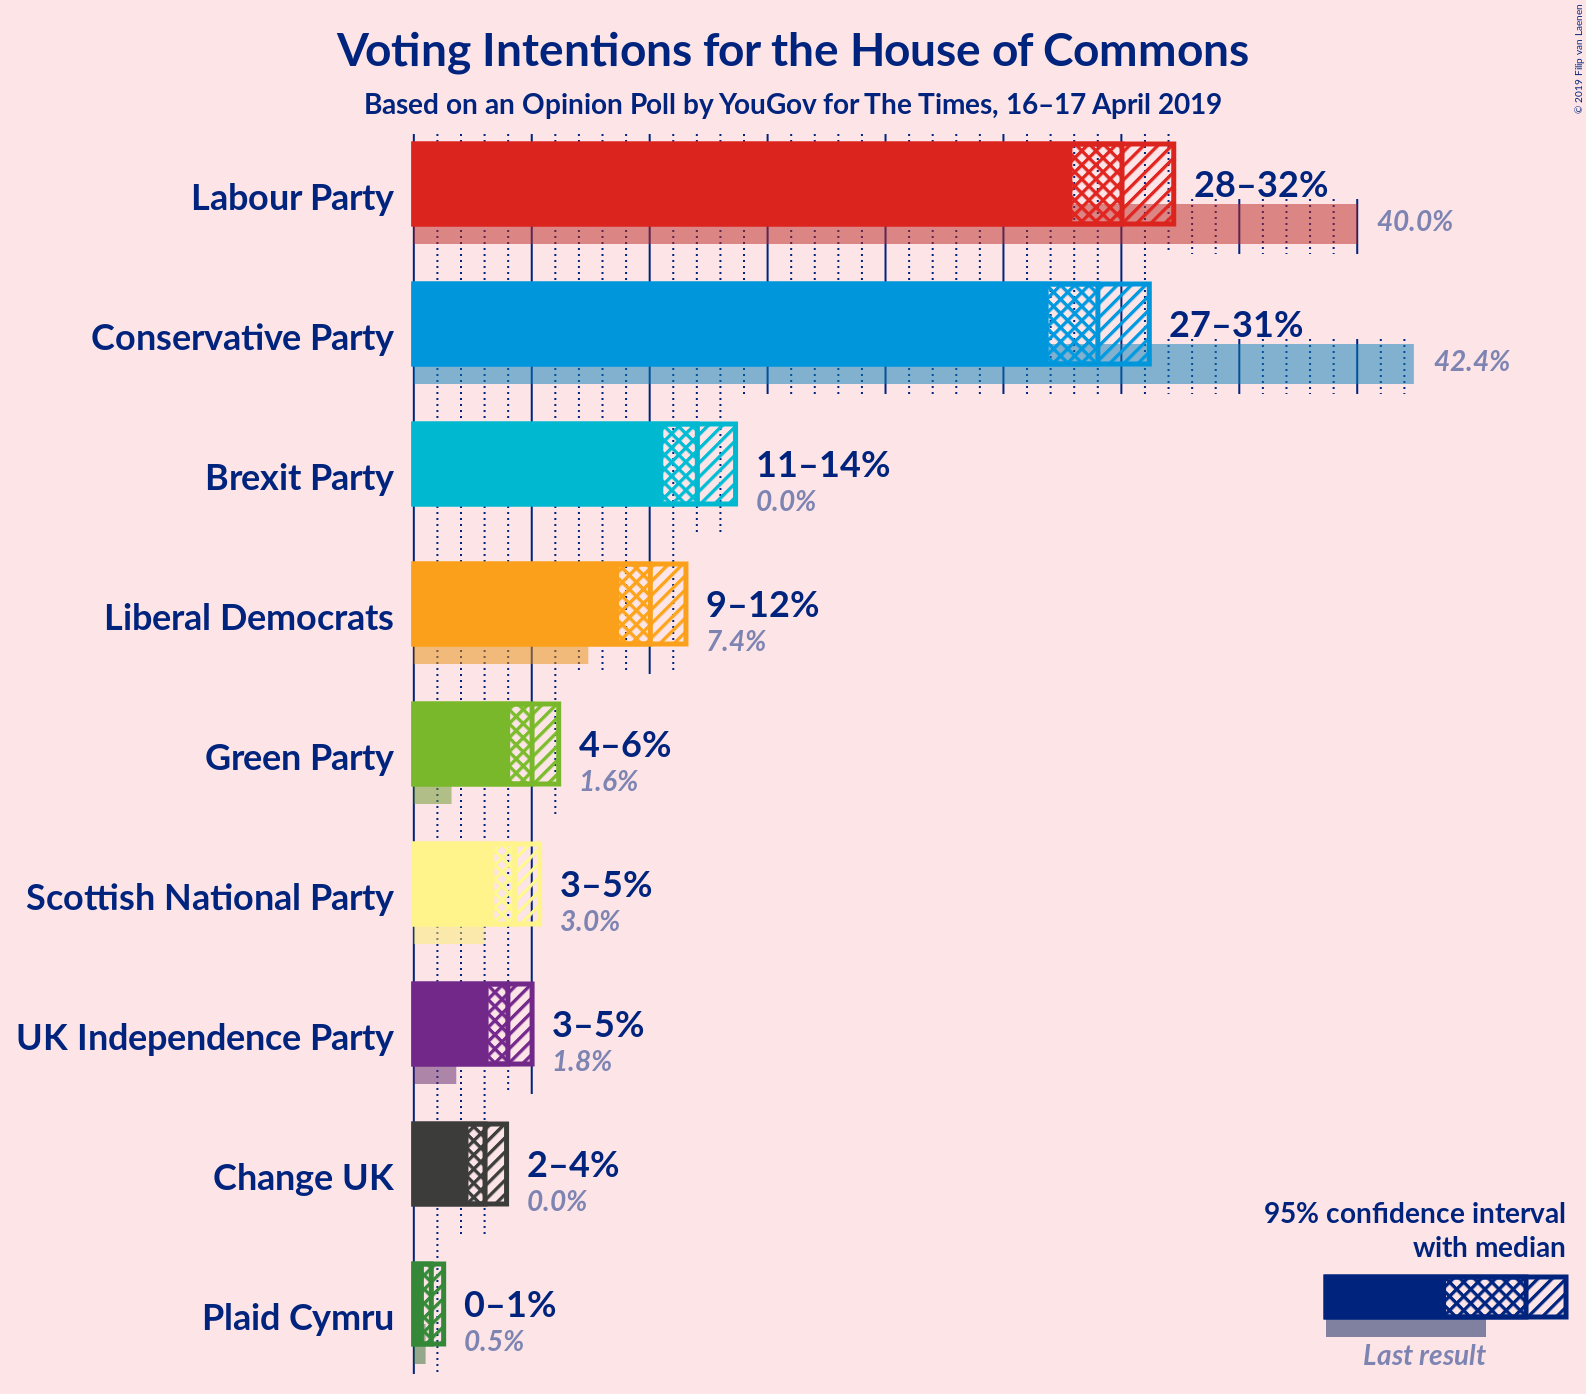 © 2019 Filip van Laenen
Voting Intentions for the House of Commons
Based on an Opinion Poll by YouGov for The Times, 16–17 April 2019
Labour Party
28–32%
40.0%
Conservative Party
27–31%
42.4%
Brexit Party
11–14%
0.0%
Liberal Democrats
9–12%
7.4%
Green Party
4–6%
1.6%
Scottish National Party
3–5%
3.0%
UK Independence Party
3–5%
1.8%
Change UK
2–4%
0.0%
Plaid Cymru
0–1%
0.5%
95% confidence interval
with median
Last result